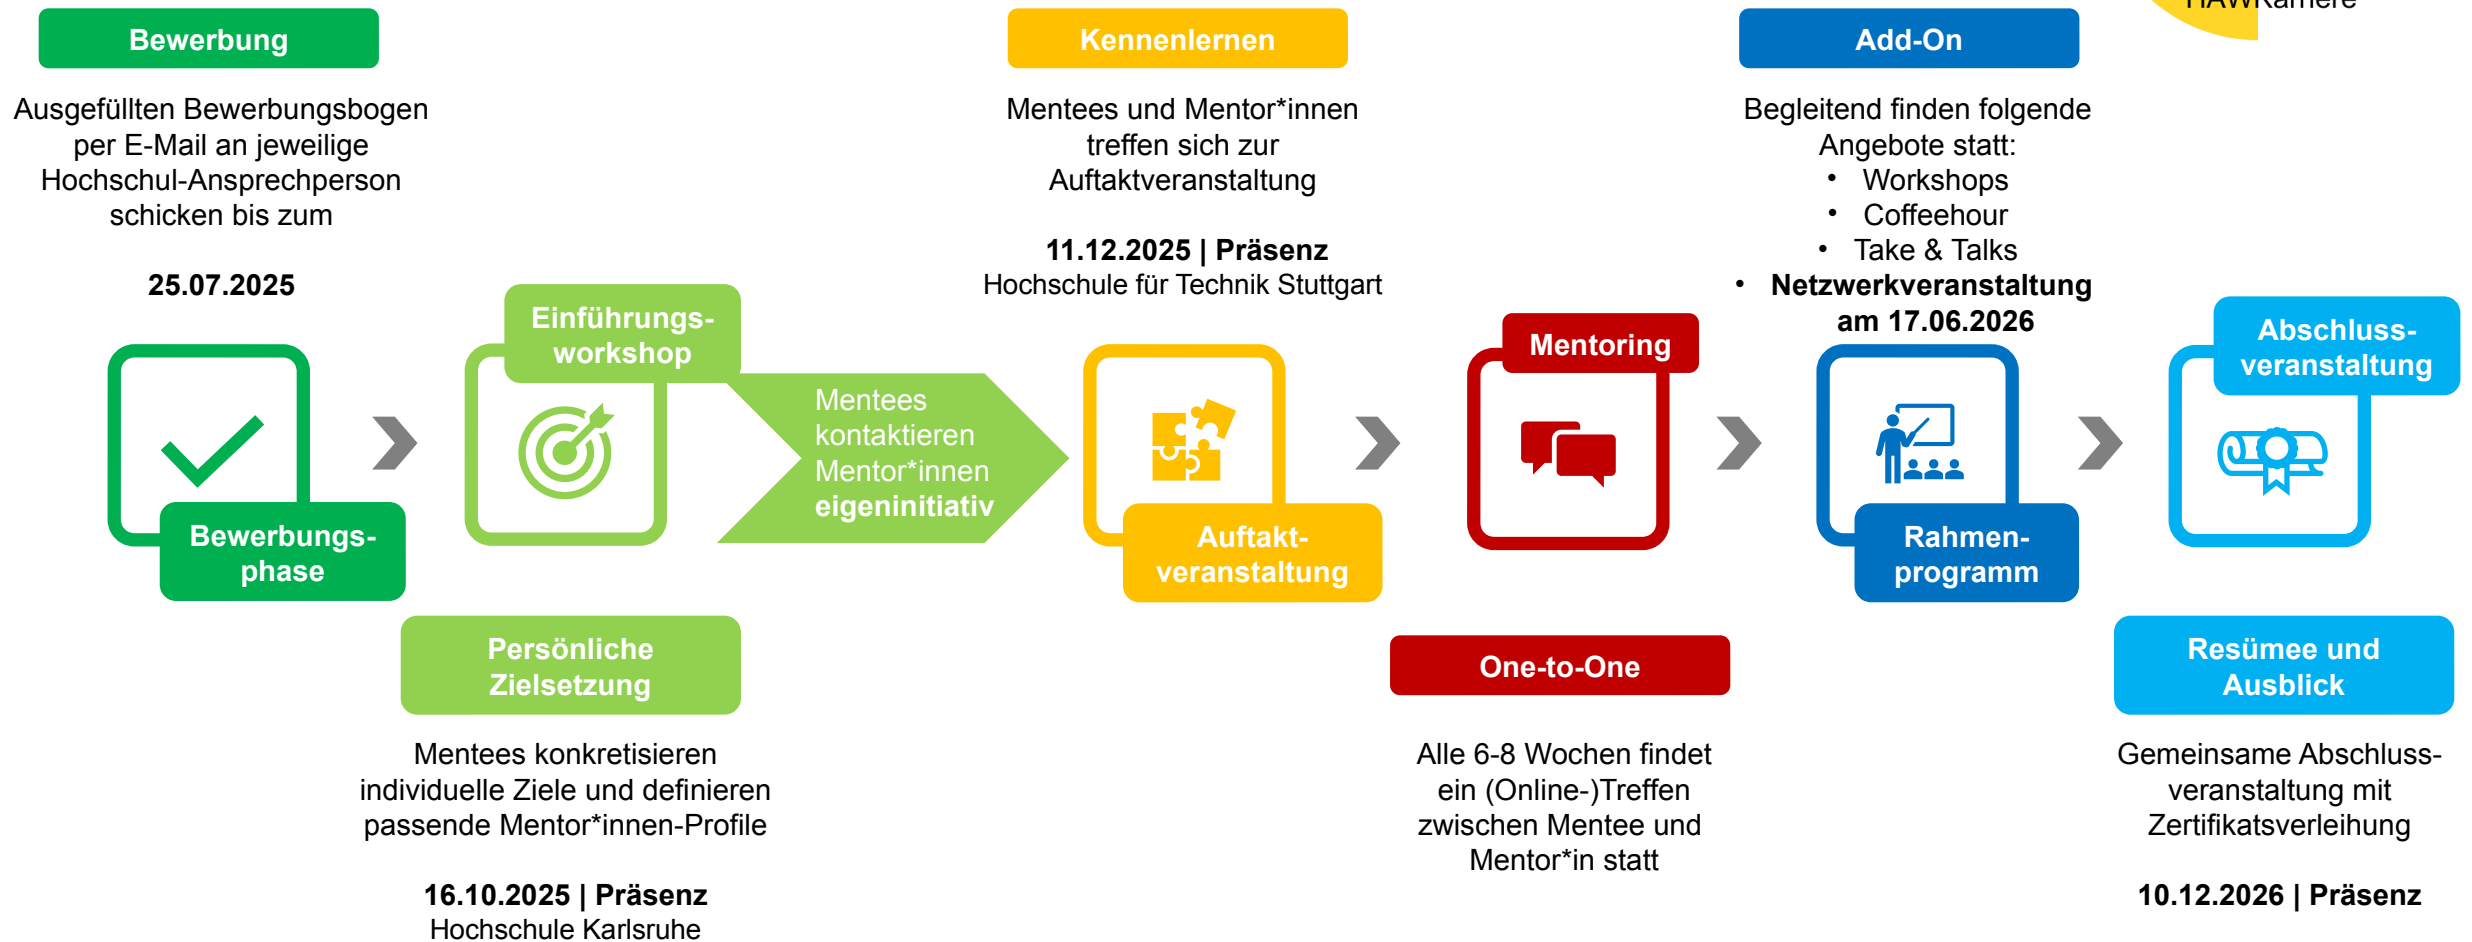 HAWKarriere
Bewerbung
Ausgefüllten Bewerbungsbogen
per E-Mail an jeweilige
Hochschul-Ansprechperson
schicken bis zum
25.07.2025
Bewerbungs-
phase
Einführungs-
workshop
Persönliche
Zielsetzung
Mentees konkretisieren
individuelle Ziele und definieren
passende Mentor*innen-Profile
16.10.2025 | Präsenz
Hochschule Karlsruhe
Mentees
kontaktieren
Mentor*innen
eigeninitiativ
Kennenlernen
Mentees und Mentor*innen
treffen sich zur
Auftaktveranstaltung
11.12.2025 | Präsenz
Hochschule für Technik Stuttgart
Auftakt-
veranstaltung
Mentoring
One-to-One
Alle 6-8 Wochen findet
ein (Online-)Treffen
zwischen Mentee und
Mentor*in statt
Add-On
Begleitend finden folgende
Angebote statt:
• Workshops
• Coffeehour
• Take & Talks
• Netzwerkveranstaltung
am 17.06.2026
Rahmen-
programm
Abschluss-
veranstaltung
Resümee und
Ausblick
Gemeinsame Abschluss-
veranstaltung mit
Zertifikatsverleihung
10.12.2026 | Präsenz